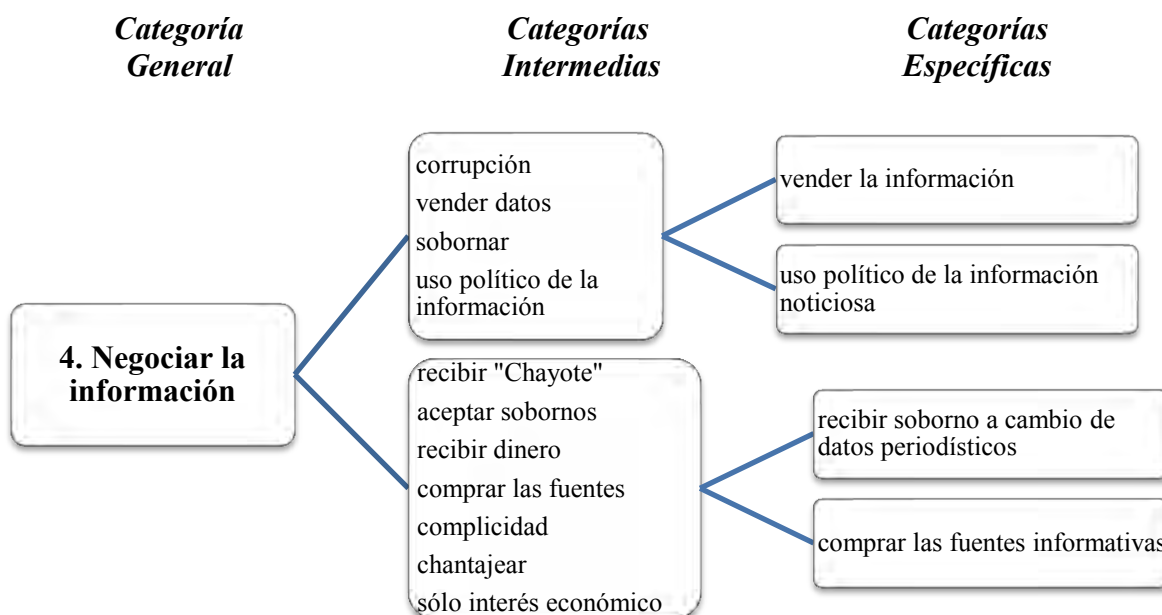 Categoría
General
Categorías
Intermedias
Categorías
Específicas
4. Negociar la
información
corrupción
vender datos
sobornar
uso político de la
información
recibir "Chayote"
aceptar sobornos
recibir dinero
comprar las fuentes
complicidad
chantajear
sólo interés económico
vender la información
uso político de la información
noticiosa
recibir soborno a cambio de
datos periodísticos
comprar las fuentes informativas